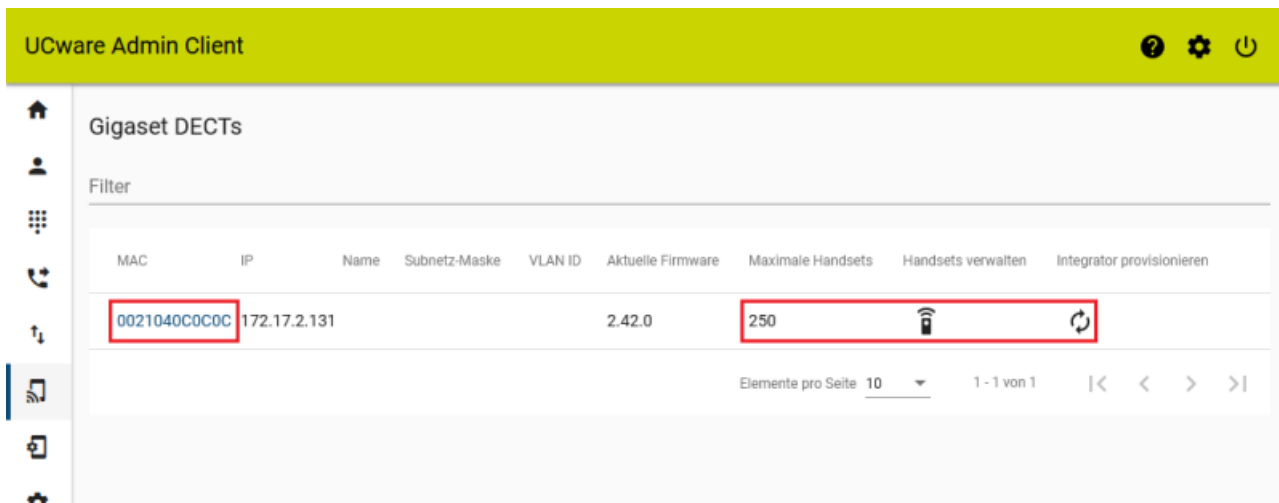 UCware Admin Client
Gigaset DECTs
Filter
MAC IP Name Subnetz-Maske VLAN ID Aktuelle Firmware Maximale Handsets Handsets verwalten Integrator provisionieren
0021040C0C0C 172.17.2.131 2.42.0 250
Elemente pro Seite 10 1 - 1 von 1